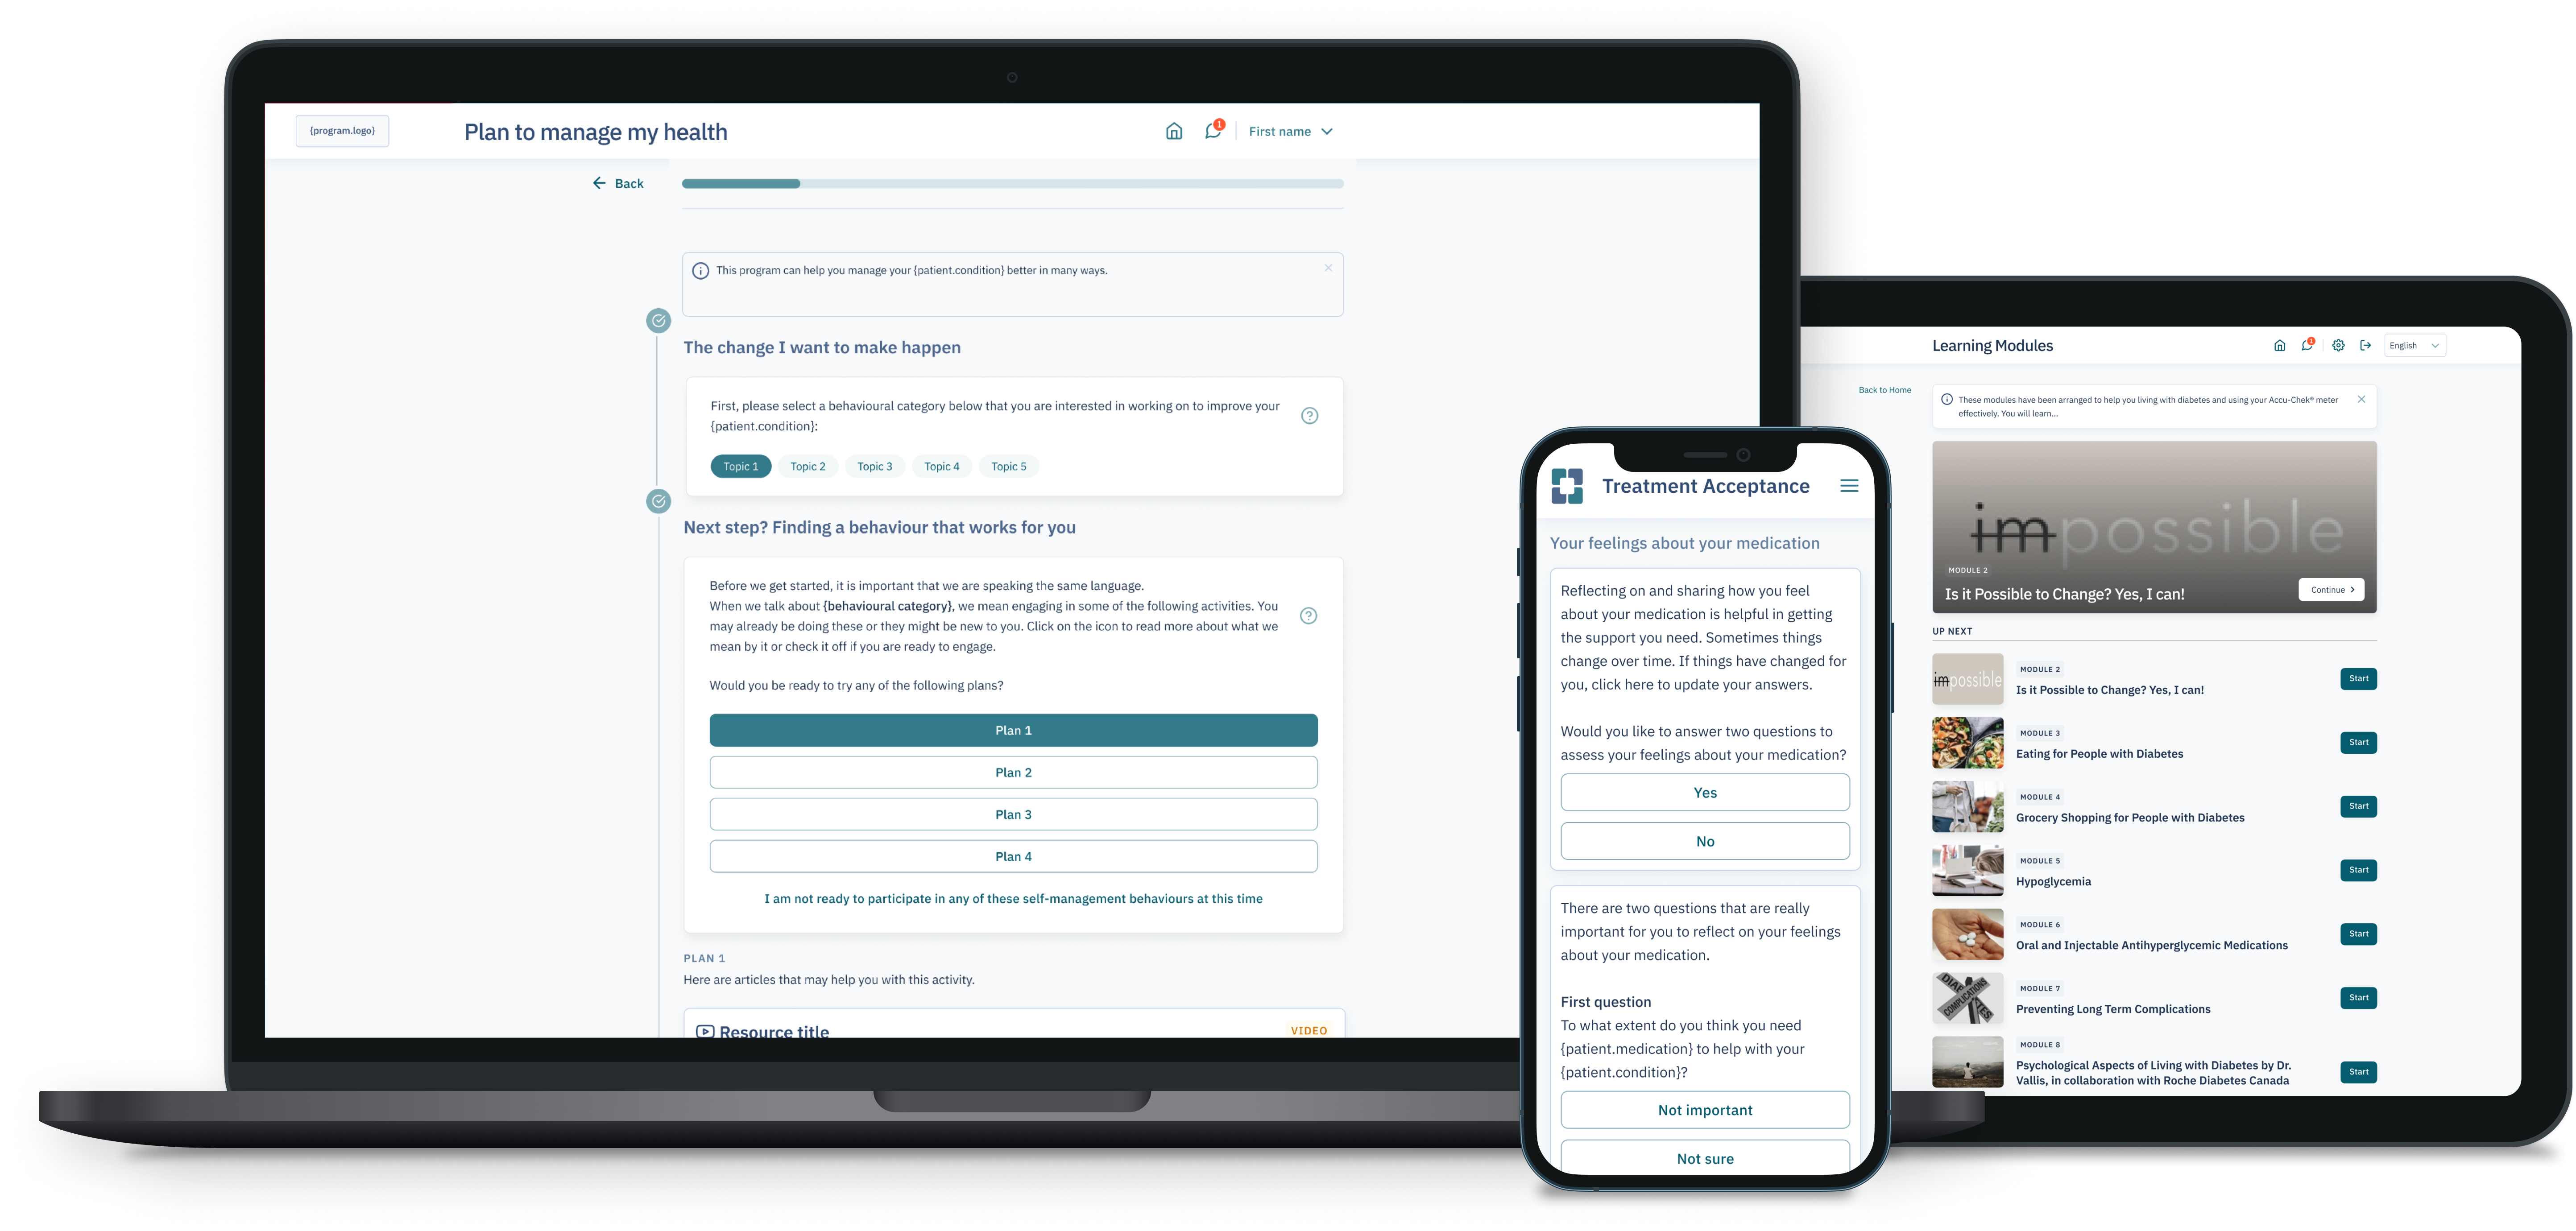 {program.logo}
Plan to manage my health
1
First name
Back
This program can help you manage your {patient.condition} better in many ways.
The change I want to make happen
First, please select a behavioural category below that you are interested in working on to improve your
{patient.condition}:
Topic 1
Topic 2
Topic 3
Topic 4
Topic 5
Next step? Finding a behaviour that works for you
Before we get started, it is important that we are speaking the same language.
When we talk about {behavioural category}, we mean engaging in some of the following activities. You
may already be doing these or they might be new to you. Click on the icon to read more about what we
mean by it or check it off if you are ready to engage.
Would you be ready to try any of the following plans?
Plan 1
Plan 2
Plan 3
Plan 4
I am not ready to participate in any of these self-management behaviours at this time
PLAN 1
Here are articles that may help you with this activity.
Resource title
VIDEO
Treatment Acceptance
Your feelings about your medication
Reflecting on and sharing how you feel
about your medication is helpful in getting
the support you need. Sometimes things
change over time. If things have changed for
you, click here to update your answers.
Would you like to answer two questions to
assess your feelings about your medication?
Yes
No
There are two questions that are really
important for you to reflect on your feelings
about your medication.
First question
To what extent do you think you need
{patient.medication} to help with your
{patient.condition}?
Not important
Not sure
Learning Modules
1
English
Back to Home
These modules have been arranged to help you living with diabetes and using your Accu-Chek® meter
effectively. You will learn...
impossible
MODULE 2
Is it Possible to Change? Yes, I can!
Continue
UP NEXT
impossible
MODULE 2
Is it Possible to Change? Yes, I can!
Start
MODULE 3
Eating for People with Diabetes
Start
MODULE 4
Grocery Shopping for People with Diabetes
Start
MODULE 5
Hypoglycemia
Start
MODULE 6
Oral and Injectable Antihyperglycemic Medications
Start
COMPLICATIONS
MODULE 7
Preventing Long Term Complications
Start
MODULE 8
Psychological Aspects of Living with Diabetes by Dr.
Vallis, in collaboration with Roche Diabetes Canada
Start